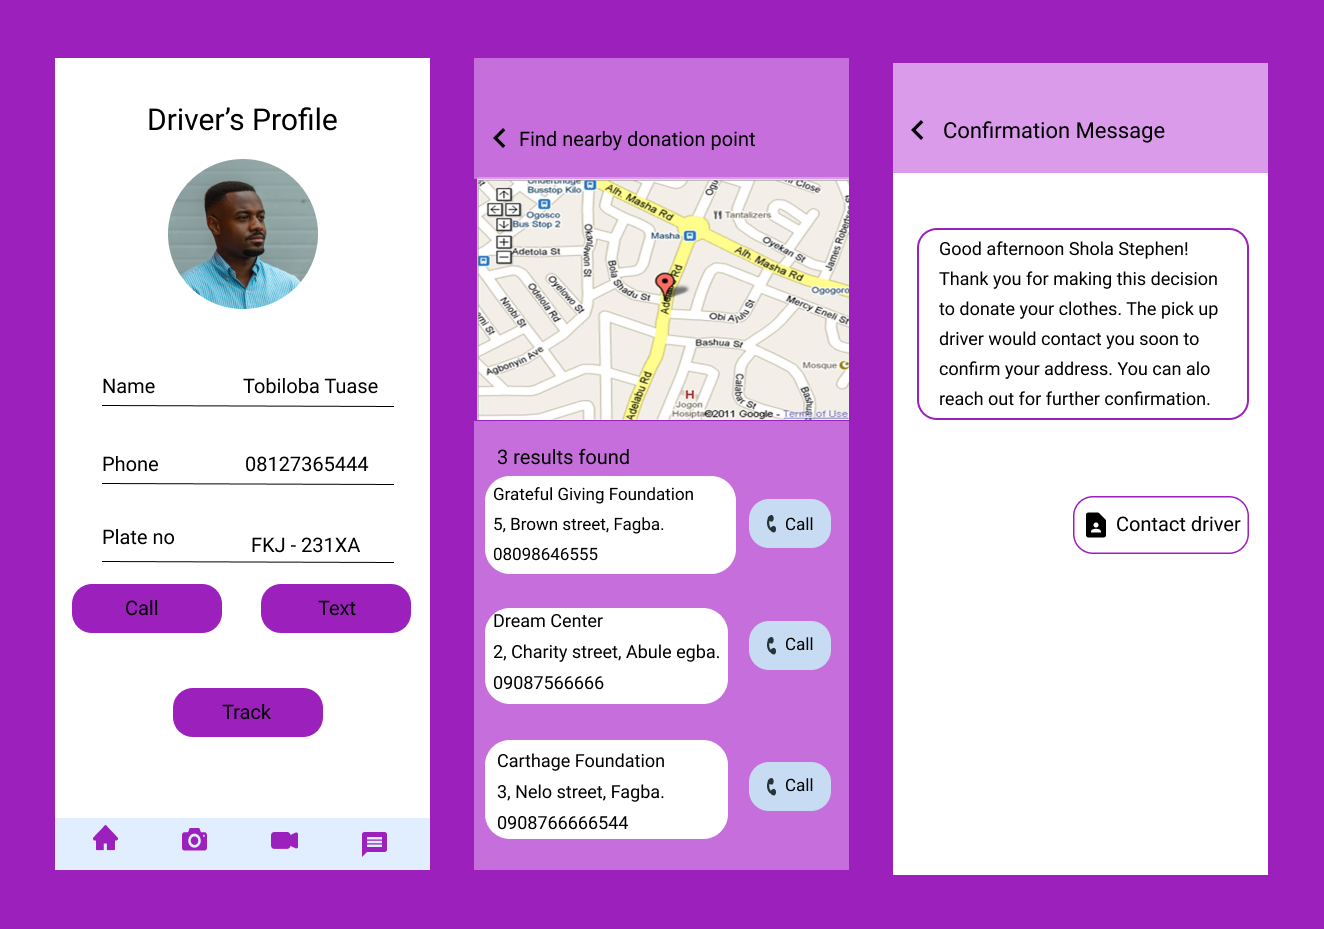 Driver’s Profile
Name Tobiloba Tuase
Phone 08127365444
Plate no FKJ - 231XA
Call Text
Track
Find nearby donation point
Busstop Kilo
Ogosco
Bus Stop 2
Adetola St
Okanlawon St
Alh. Masha Rd
Masha
Tantalizers
Close
Oyekan St
Alh. Masha Rd
Bola Shadu St
Odelola Rd
Oyelowo St
Nnobi St
Agbonyin Ave
Adelabu Rd
Obi Ajulu St
Mercy Eneli St
Ogogoro
Bashua St
Mosque
Calabar St
H
Jogon
©2011 Google - Terms of Use
3 results found
Grateful Giving Foundation
5, Brown street, Fagba.
08098646555
Call
Dream Center
2, Charity street, Abule egba.
09087566666
Call
Carthage Foundation
3, Nelo street, Fagba.
0908766666544
Call
Confirmation Message
Good afternoon Shola Stephen!
Thank you for making this decision
to donate your clothes. The pick up
driver would contact you soon to
confirm your address. You can alo
reach out for further confirmation.
Contact driver